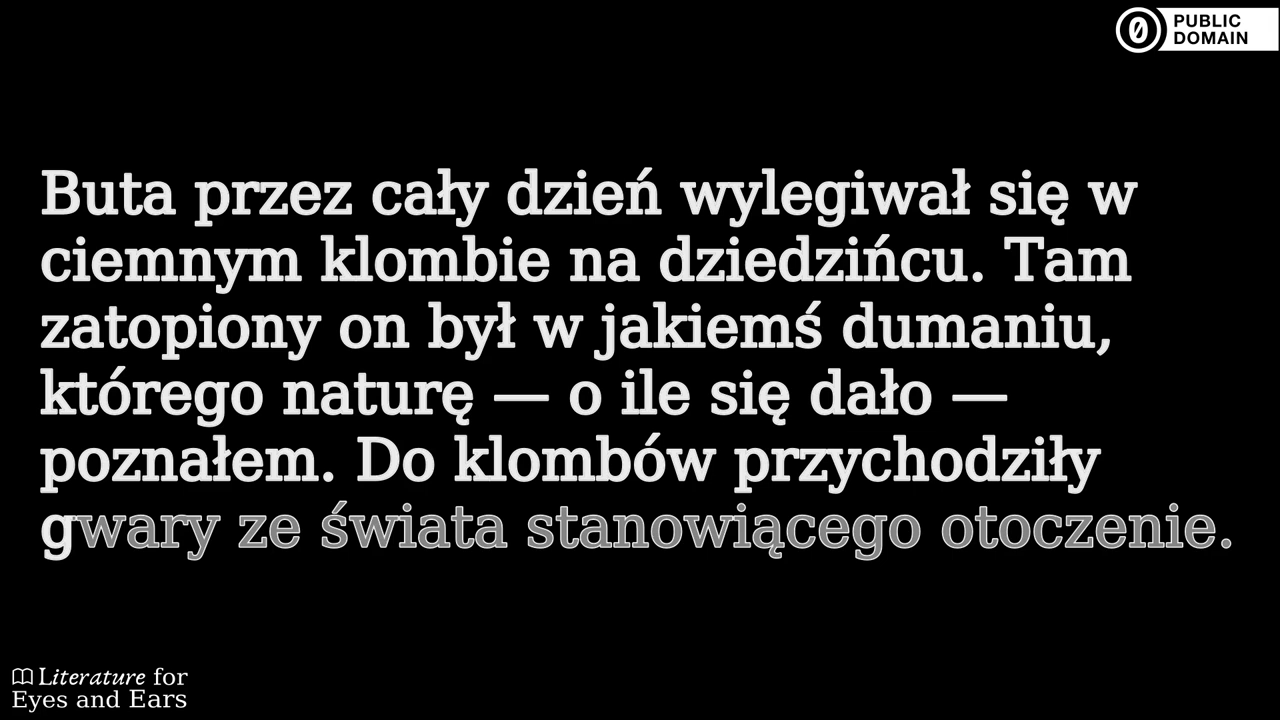 PUBLIC
DOMAIN
Buta przez cały dzień wylegiwał się w
ciemnym klombie na dziedzińcu. Tam
zatopiony on był w jakiemś dumaniu,
którego naturę — o ile się dało —
poznałem. Do klombów przychodziły
gwary ze świata stanowiącego otoczenie.
Literature for
Eyes and Ears